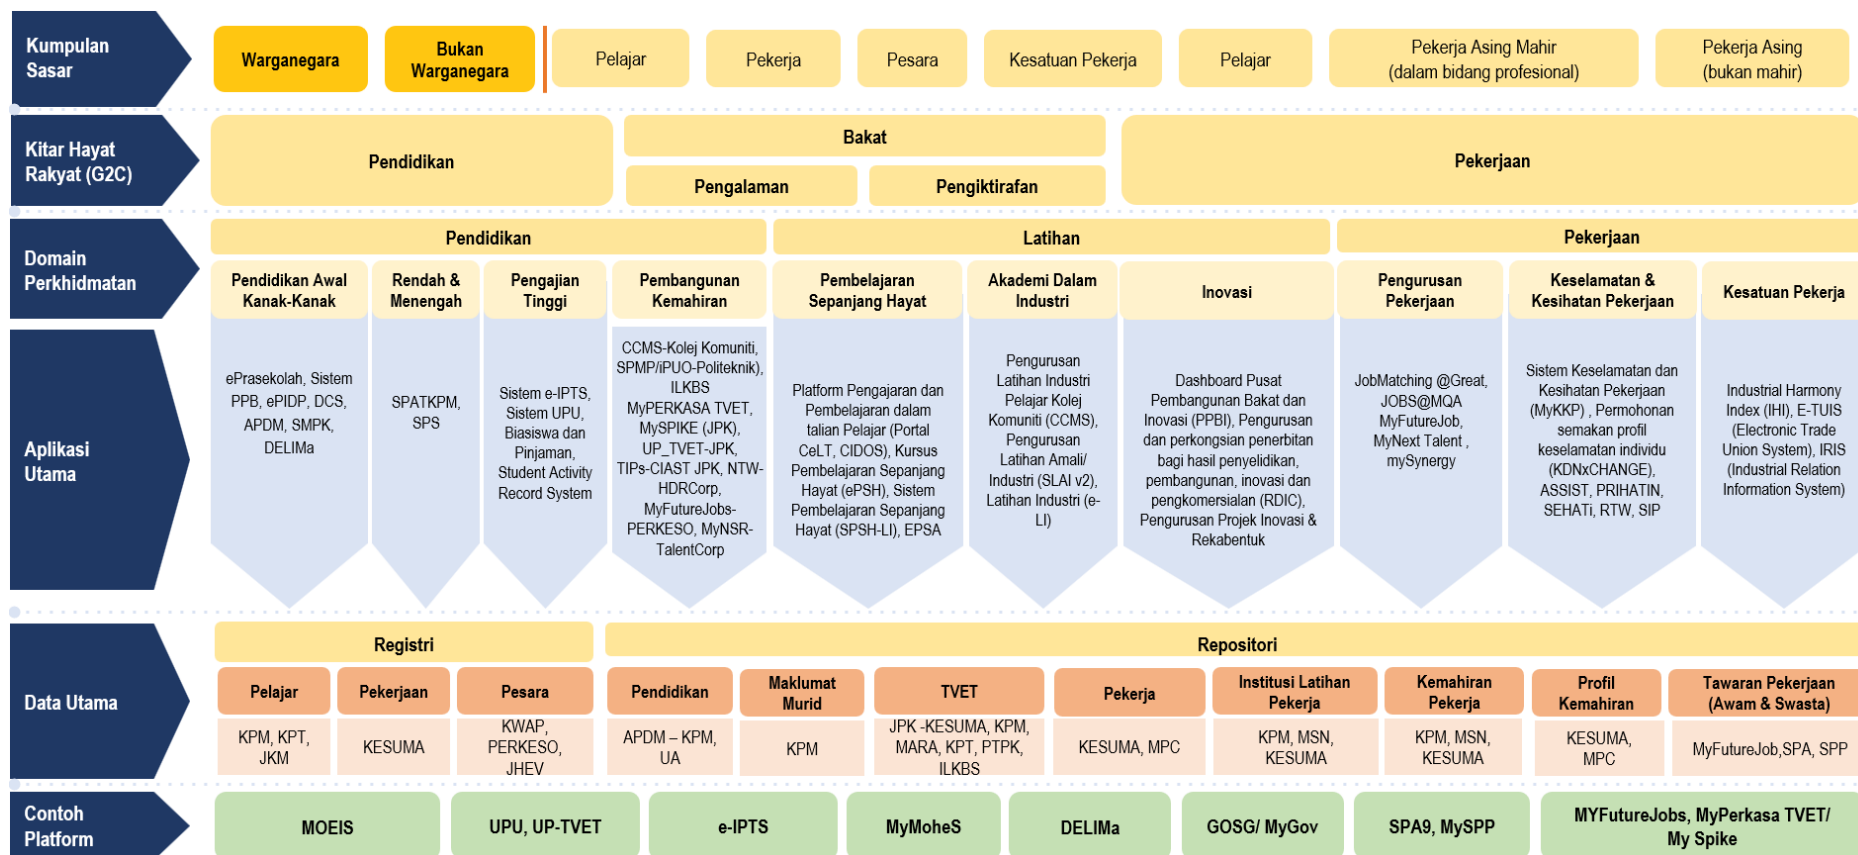 Kumpulan
Sasar
Warganegara
Bukan
Warganegara
Pelajar
Pekerja
Pesara
Kesatuan Pekerja
Pelajar
Pekerja Asing Mahir
(dalam bidang profesional)
Pekerja Asing
(bukan mahir)
Kitar Hayat
Rakyat (G2C)
Pendidikan
Bakat
Pengalaman
Pengiktirafan
Pekerjaan
Domain
Perkhidmatan
Pendidikan
Latihan
Pekerjaan
Pendidikan Awal
Kanak-Kanak
Rendah &
Menengah
Pengajian
Tinggi
Pembangunan
Kemahiran
Pembelajaran
Sepanjang Hayat
Akademi Dalam
Industri
Inovasi
Pengurusan
Pekerjaan
Keselamatan &
Kesihatan Pekerjaan
Kesatuan Pekerja
Aplikasi
Utama
ePrasekolah, Sistem
PPB, ePIDP, DCS,
APDM, SMPK,
DELIMa
SPATKPM,
SPS
Sistem e-IPTS,
Sistem UPU,
Biasiswa dan
Pinjaman,
Student Activity
Record System
CCMS-Kolej Komuniti,
SPMP/iPUO-Politeknik),
ILKBS
MyPERKASA TVET,
MySPIKE (JPK),
UP_TVET-JPK,
TIPs-CIAST JPK, NTW-
HDRCorp,
MyFutureJobs-
PERKESO, MyNSR-
TalentCorp
Platform Pengajaran dan
Pembelajaran dalam
talian Pelajar (Portal
CeLT, CIDOS), Kursus
Pembelajaran Sepanjang
Hayat (ePSH), Sistem
Pembelajaran Sepanjang
Hayat (SPSH-LI), EPSA
Pengurusan
Latihan Industri
Pelajar Kolej
Komuniti (CCMS),
Pengurusan
Latihan Amali/
Industri (SLAI v2),
Latihan Industri (e-
LI)
Dashboard Pusat
Pembangunan Bakat dan
Inovasi (PPBI), Pengurusan
dan perkongsian penerbitan
bagi hasil penyelidikan,
pembangunan, inovasi dan
pengkomersialan (RDIC),
Pengurusan Projek Inovasi &
Rekabentuk
JobMatching @Great,
JOBS@MQA
MyFutureJob,
MyNext Talent ,
mySynergy
Sistem Keselamatan dan
Kesihatan Pekerjaan
(MyKKP) , Permohonan
semakan profil
keselamatan individu
(KDNxCHANGE),
ASSIST, PRIHATIN,
SEHATi, RTW, SIP
Industrial Harmony
Index (IHI), E-TUIS
(Electronic Trade
Union System), IRIS
(Industrial Relation
Information System)
Data Utama
Registri
Repositori
Pelajar
Pekerjaan
Pesara
Pendidikan
Maklumat
Murid
TVET
Pekerja
Institusi Latihan
Pekerja
Kemahiran
Pekerja
Profil
Kemahiran
Tawaran Pekerjaan
(Awam & Swasta)
KPM, KPT,
JKM
KESUMA
KWAP,
PERKESO,
JHEV
APDM – KPM,
UA
KPM
JPK -KESUMA, KPM,
MARA, KPT, PTPK,
ILKBS
KESUMA, MPC
KPM, MSN,
KESUMA
KPM, MSN,
KESUMA
KESUMA,
MPC
MyFutureJob,SPA, SPP
Contoh
Platform
MOEIS
UPU, UP-TVET
e-IPTS
MyMoheS
DELIMa
GOSG/ MyGov
SPA9, MySPP
MYFutureJobs, MyPerkasa TVET/
My Spike